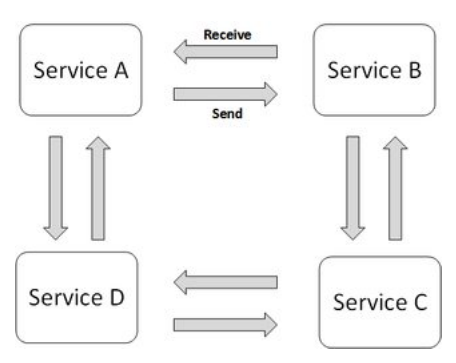 Receive
Service A
Service B
Send
Service D
Service C